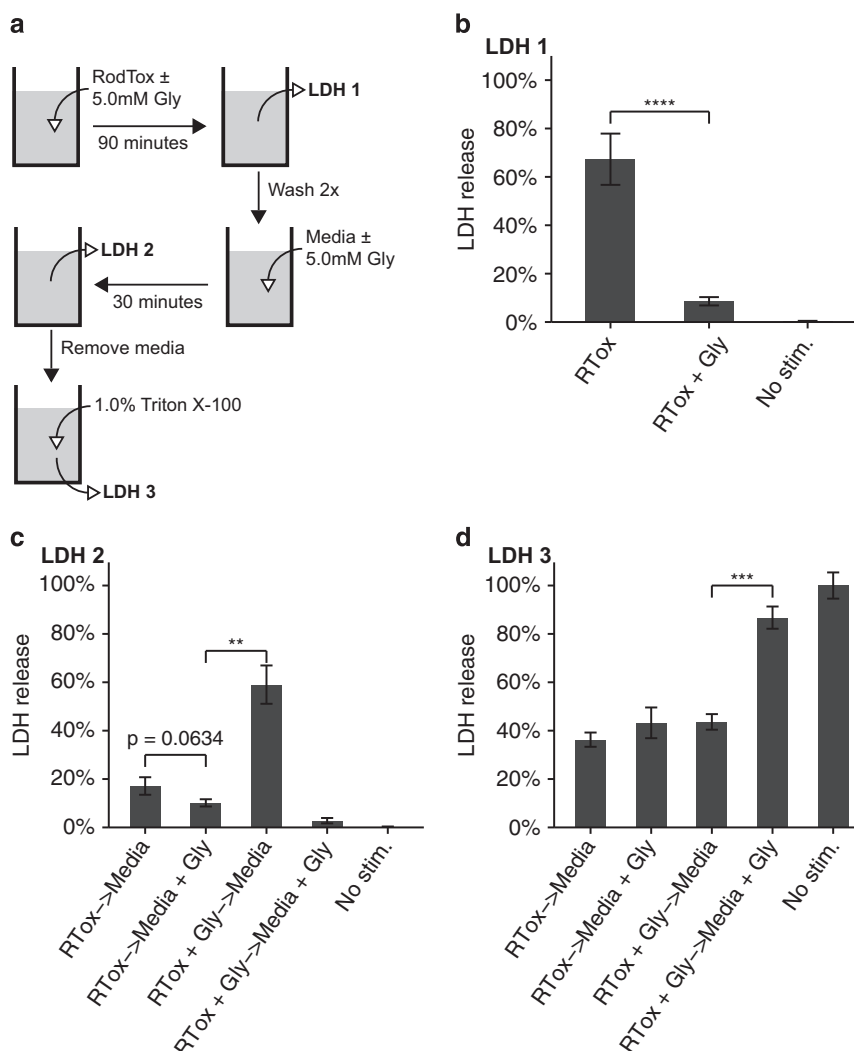 a
RodTox ±
5.0mM Gly
90 minutes
LDH 1
Wash 2x
Media ±
5.0mM Gly
30 minutes
LDH 2
Remove media
1.0% Triton X-100
LDH 3
b
LDH 1
LDH release
100%
80%
60%
40%
20%
0%
****
RTox
RTox + Gly
No stim.
c
LDH 2
LDH release
100%
80%
60%
40%
20%
0%
p = 0.0634
**
RTox–>Media
RTox–>Media + Gly
RTox + Gly–>Media
RTox + Gly–>Media + Gly
No stim.
d
LDH 3
LDH release
100%
80%
60%
40%
20%
0%
***
RTox–>Media
RTox–>Media + Gly
RTox + Gly–>Media
RTox + Gly–>Media + Gly
No stim.